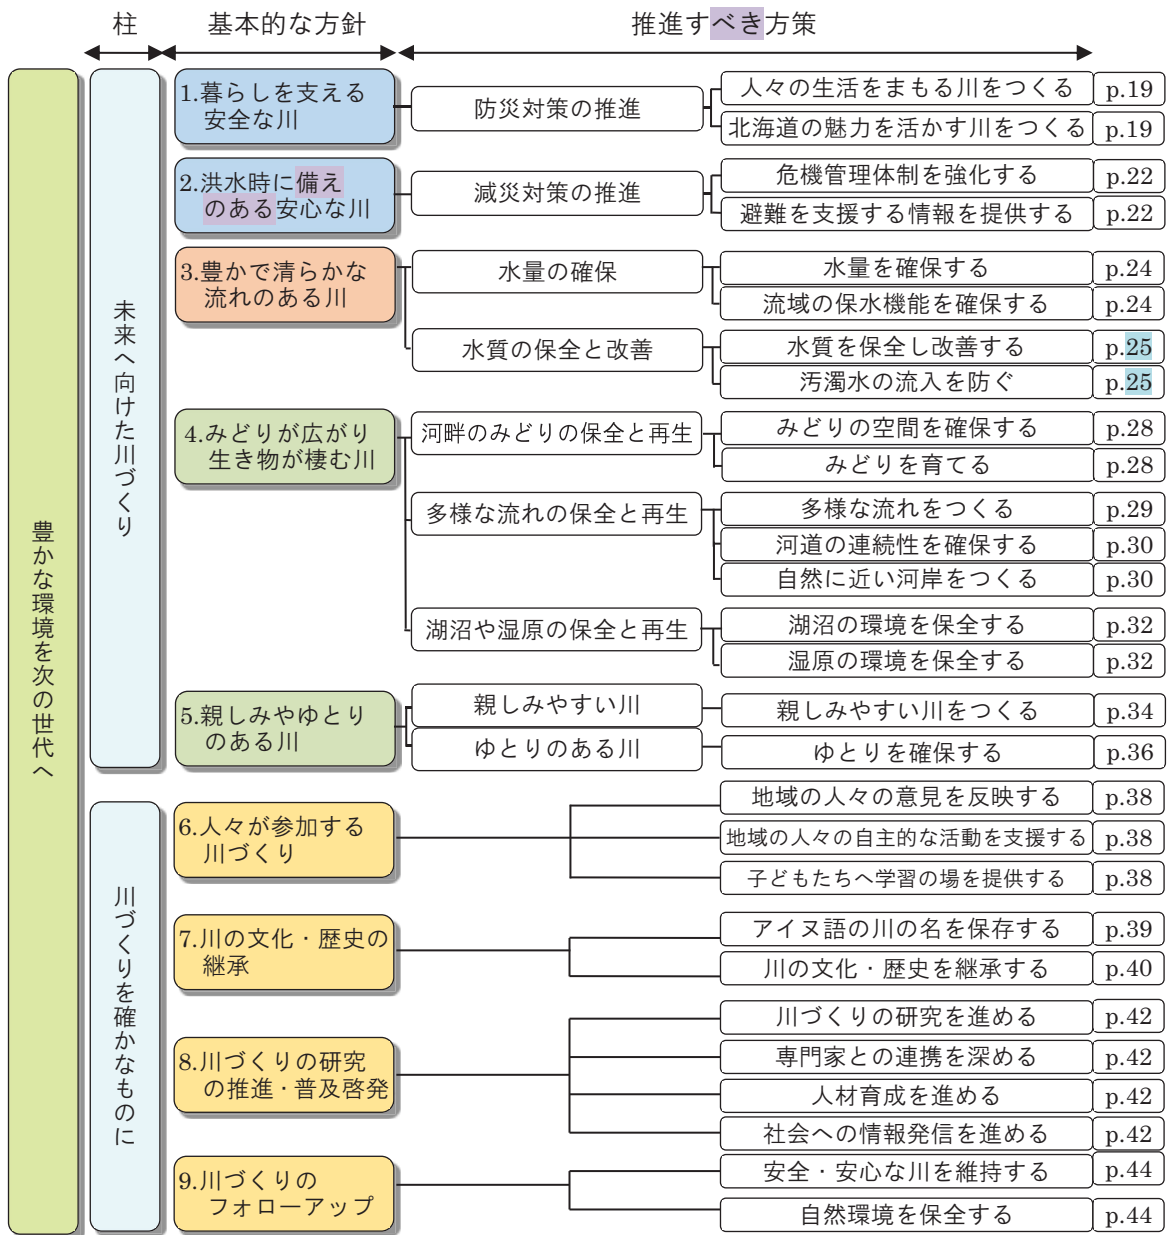 柱
基本的な方針
推進すべき方策
豊かな環境を次の世代へ
未来へ向けた川づくり
1.暮らしを支える
安全な川
防災対策の推進
人々の生活をまもる川をつくる
p.19
北海道の魅力を活かす川をつくる
p.19
2.洪水時に備え
のある安心な川
減災対策の推進
危機管理体制を強化する
p.22
避難を支援する情報を提供する
p.22
3.豊かで清らかな
流れのある川
水量の確保
水量を確保する
p.24
流域の保水機能を確保する
p.24
水質の保全と改善
水質を保全し改善する
p.25
汚濁水の流入を防ぐ
p.25
4.みどりが広がり
生き物が棲む川
河畔のみどりの保全と再生
みどりの空間を確保する
p.28
みどりを育てる
p.28
多様な流れの保全と再生
多様な流れをつくる
p.29
河道の連続性を確保する
p.30
自然に近い河岸をつくる
p.30
湖沼や湿原の保全と再生
湖沼の環境を保全する
p.32
湿原の環境を保全する
p.32
5.親しみやゆとり
のある川
親しみやすい川
親しみやすい川をつくる
p.34
ゆとりのある川
ゆとりを確保する
p.36
川づくりを確かなものに
6.人々が参加する
川づくり
地域の人々の意見を反映する
p.38
地域の人々の自主的な活動を支援する
p.38
子どもたちへ学習の場を提供する
p.38
7.川の文化・歴史の
継承
アイヌ語の川の名を保存する
p.39
川の文化・歴史を継承する
p.40
8.川づくりの研究
の推進・普及啓発
川づくりの研究を進める
p.42
専門家との連携を深める
p.42
人材育成を進める
p.42
社会への情報発信を進める
p.42
9.川づくりの
フォローアップ
安全・安心な川を維持する
p.44
自然環境を保全する
p.44